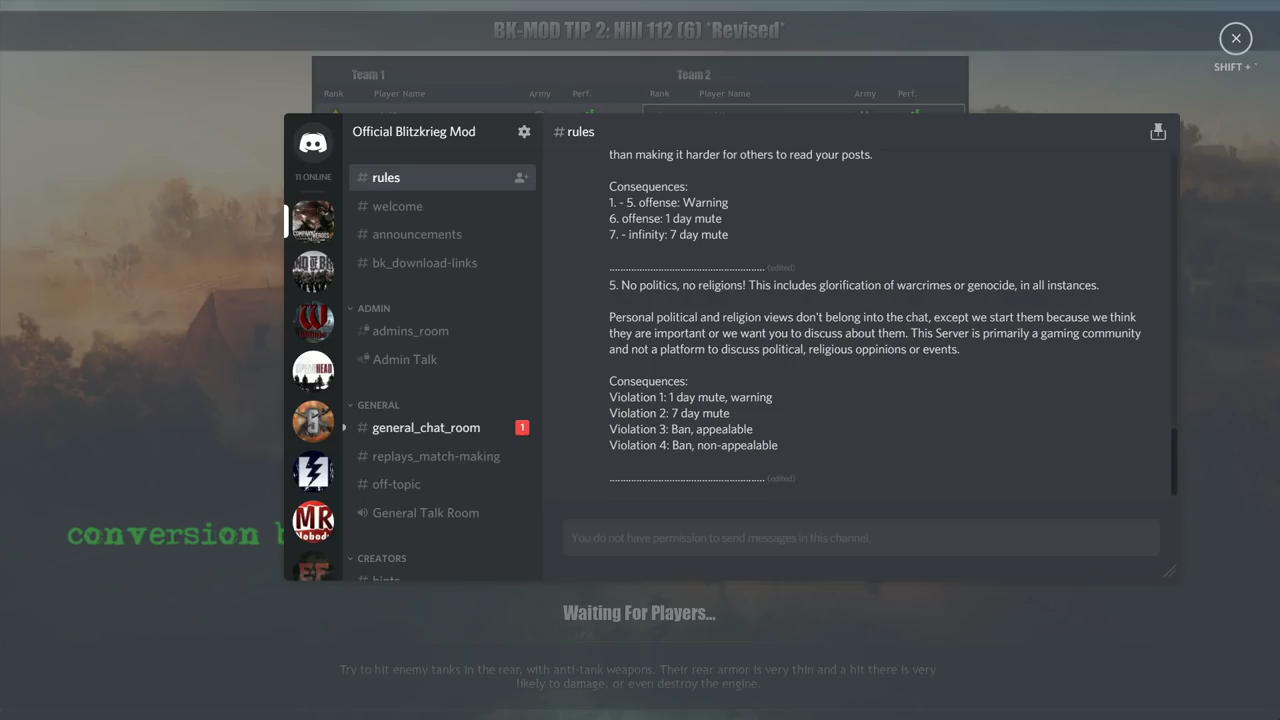 BK-MOD TIP 2: Hill 112 (6) *Revised*
SHIFT + `
Team 1
Team 2
Rank Player Name Army Perf.
Rank Player Name Army Perf.
Official Blitzkrieg Mod
# rules
11 ONLINE
# rules
# welcome
# announcements
# bk_download-links
ADMIN
# admins_room
Admin Talk
GENERAL
# general_chat_room 1
# replays_match-making
# off-topic
General Talk Room
CREATORS
# hints
COMPANY HEROES
SPEARHEAD
MR
Nobody
EF
than making it harder for others to read your posts.
Consequences:
1. - 5. offense: Warning
6. offense: 1 day mute
7. - infinity: 7 day mute
........................................................ (edited)
5. No politics, no religions! This includes glorification of warcrimes or genocide, in all instances.
Personal political and religion views don't belong into the chat, except we start them because we think
they are important or we want you to discuss about them. This Server is primarily a gaming community
and not a platform to discuss political, religious oppinions or events.
Consequences:
Violation 1: 1 day mute, warning
Violation 2: 7 day mute
Violation 3: Ban, appealable
Violation 4: Ban, non-appealable
........................................................ (edited)
You do not have permission to send messages in this channel.
conversion
Waiting For Players...
Try to hit enemy tanks in the rear, with anti-tank weapons. Their rear armor is very thin and a hit there is very
likely to damage, or even destroy the engine.